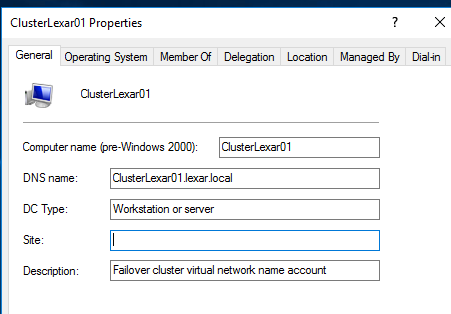 ClusterLexar01 Properties
? ×
General Operating System Member Of Delegation Location Managed By Dial-in
ClusterLexar01
Computer name (pre-Windows 2000): ClusterLexar01
DNS name: ClusterLexar01.lexar.local
DC Type: Workstation or server
Site:
Description: Failover cluster virtual network name account